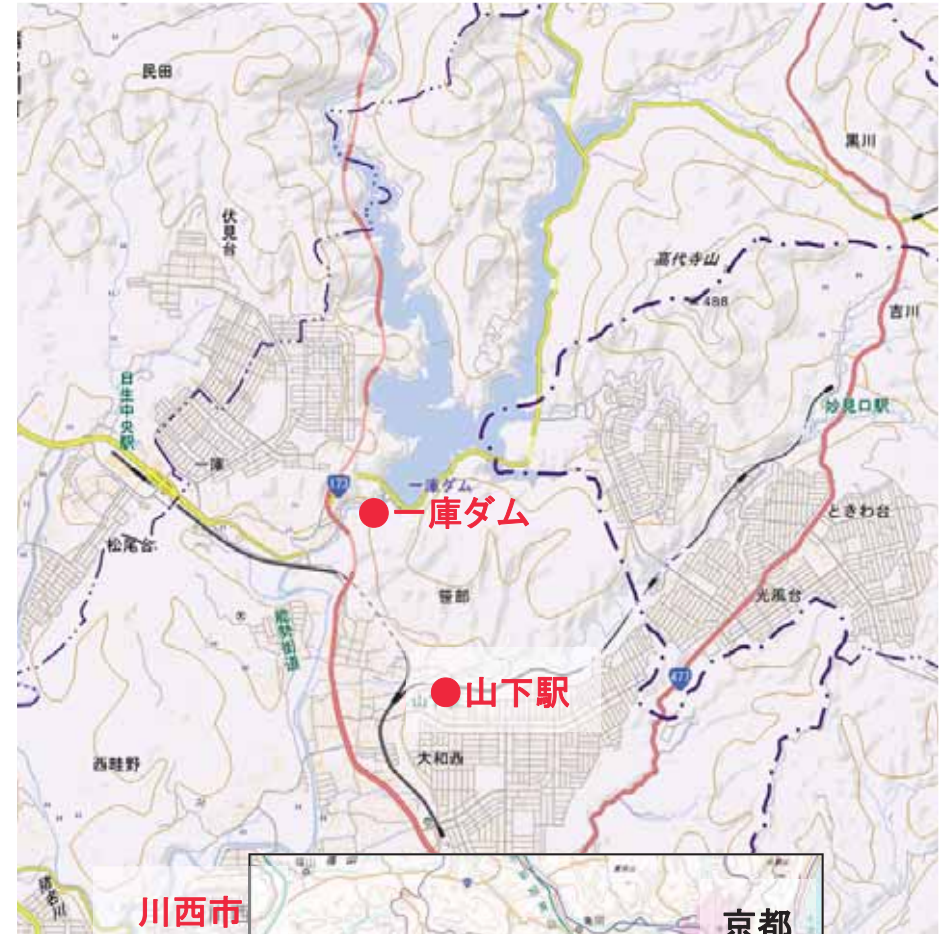 民田
黒川
伏見台
高代寺山
488
吉川
日生中央駅
妙見口駅
一庫
173
一庫ダム
●一庫ダム
ときわ台
松尾台
笹部
光風台
能勢街道
477
●山下駅
山
大和西
西畦野
川西市
京都
亀岡